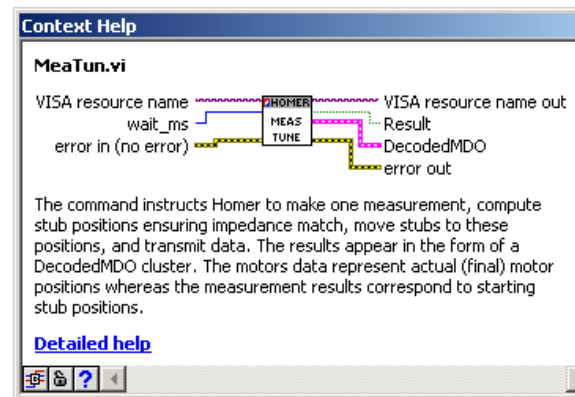 Context Help
MeaTun.vi
VISA resource name HOMER VISA resource name out
wait_ms MEAS Result
TUNE DecodedMDO
error in (no error) error out
The command instructs Homer to make one measurement, compute
stub positions ensuring impedance match, move stubs to these
positions, and transmit data. The results appear in the form of a
DecodedMDO cluster. The motors data represent actual (final) motor
positions whereas the measurement results correspond to starting
stub positions.
Detailed help
?